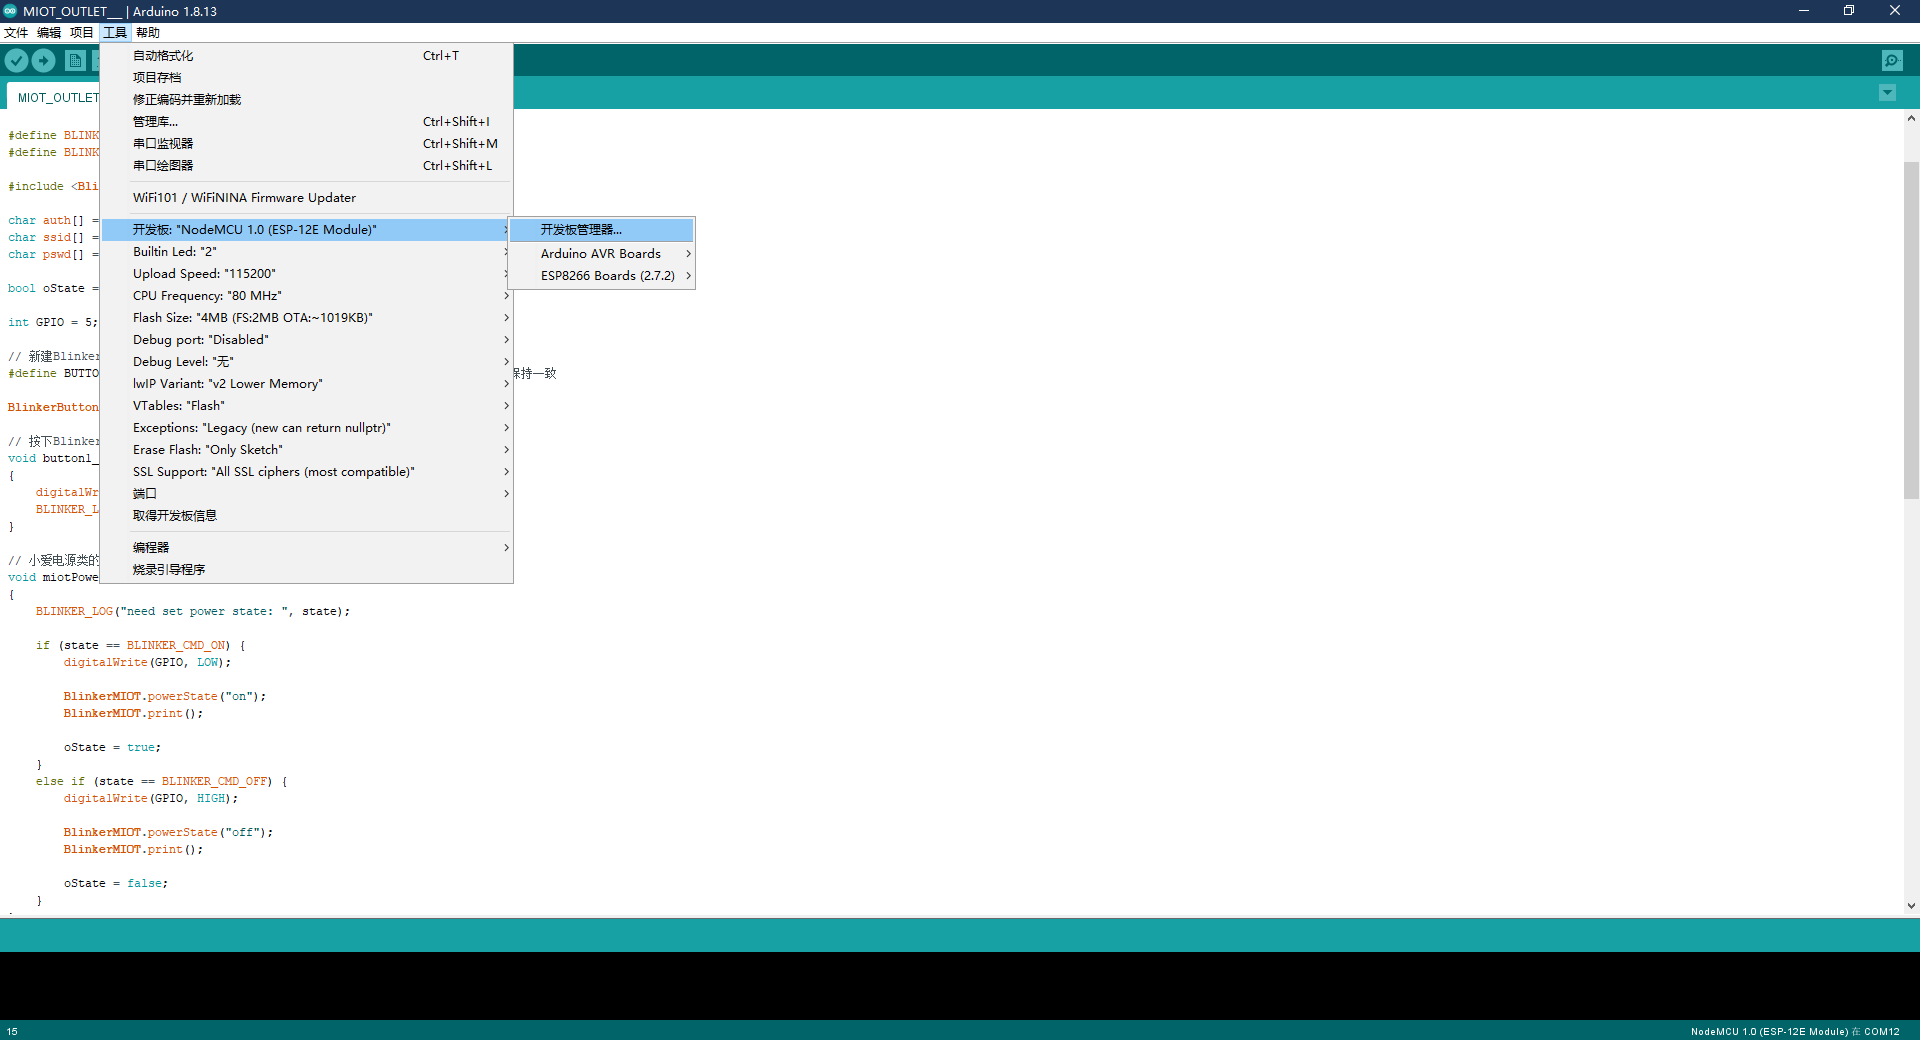 MIOT_OUTLET__ | Arduino 1.8.13
文件 编辑 项目 工具 帮助
MIOT_OUTLET
自动格式化 Ctrl+T
项目存档
修正编码并重新加载
管理库... Ctrl+Shift+I
串口监视器 Ctrl+Shift+M
串口绘图器 Ctrl+Shift+L
WiFi101 / WiFiNINA Firmware Updater
开发板: "NodeMCU 1.0 (ESP-12E Module)"
Builtin Led: "2"
Upload Speed: "115200"
CPU Frequency: "80 MHz"
Flash Size: "4MB (FS:2MB OTA:~1019KB)"
Debug port: "Disabled"
Debug Level: "无"
lwIP Variant: "v2 Lower Memory"
VTables: "Flash"
Exceptions: "Legacy (new can return nullptr)"
Erase Flash: "Only Sketch"
SSL Support: "All SSL ciphers (most compatible)"
端口
取得开发板信息
编程器
烧录引导程序
开发板管理器...
Arduino AVR Boards
ESP8266 Boards (2.7.2)
#define BLINK
#define BLINK
#include <Bli
char auth[] =
char ssid[] =
char pswd[] =
bool oState =
int GPIO = 5;
// 新建Blinker
#define BUTTO 保持一致
BlinkerButton
// 按下Blinker
void button1_
{
digitalWr
BLINKER_L
}
// 小爱电源类的
void miotPowe
{
BLINKER_LOG("need set power state: ", state);
if (state == BLINKER_CMD_ON) {
digitalWrite(GPIO, LOW);
BlinkerMIOT.powerState("on");
BlinkerMIOT.print();
oState = true;
}
else if (state == BLINKER_CMD_OFF) {
digitalWrite(GPIO, HIGH);
BlinkerMIOT.powerState("off");
BlinkerMIOT.print();
oState = false;
}
15
NodeMCU 1.0 (ESP-12E Module) 在 COM12